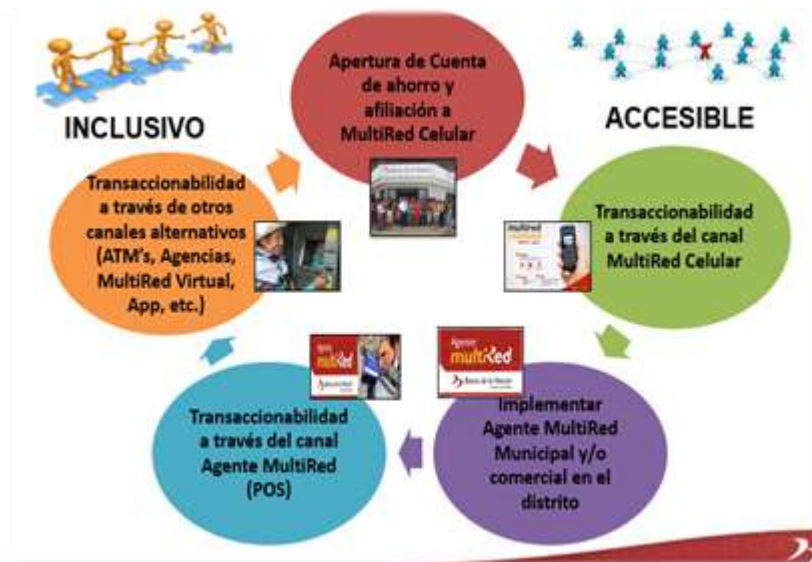 INCLUSIVO
Apertura de Cuenta
de ahorro y
afiliación a
MultiRed Celular
ACCESIBLE
Transaccionabilidad
a través del canal
MultiRed Celular
multired
Agente
multiRed
Banco de la Nación
Implementar
Agente MultiRed
Municipal y/o
comercial en el
distrito
multiRed
Transaccionabilidad
a través del canal
Agente MultiRed
(POS)
Transaccionabilidad
a través de otros
canales alternativos
(ATM's, Agencias,
MultiRed Virtual,
App, etc.)